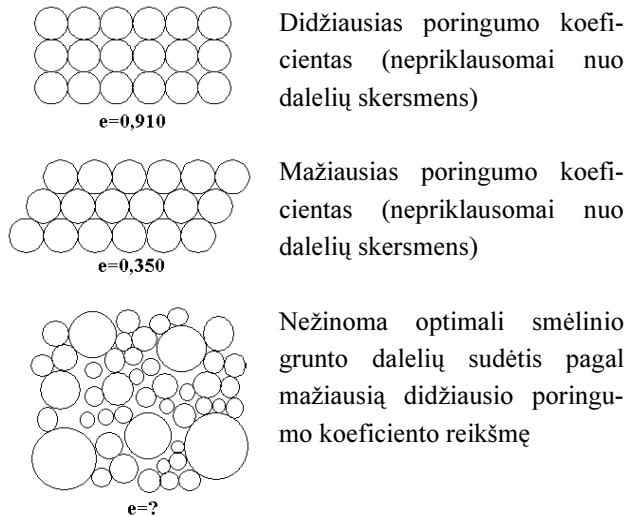 Didžiausias poringumo koefi-
cientas (nepriklausomai nuo
dalelių skersmens)
e=0,910
Mažiausias poringumo koefi-
cientas (nepriklausomai nuo
dalelių skersmens)
e=0,350
Nežinoma optimali smėlinio
grunto dalelių sudėtis pagal
mažiausią didžiausio poringu-
mo koeficiento reikšmę
e=?